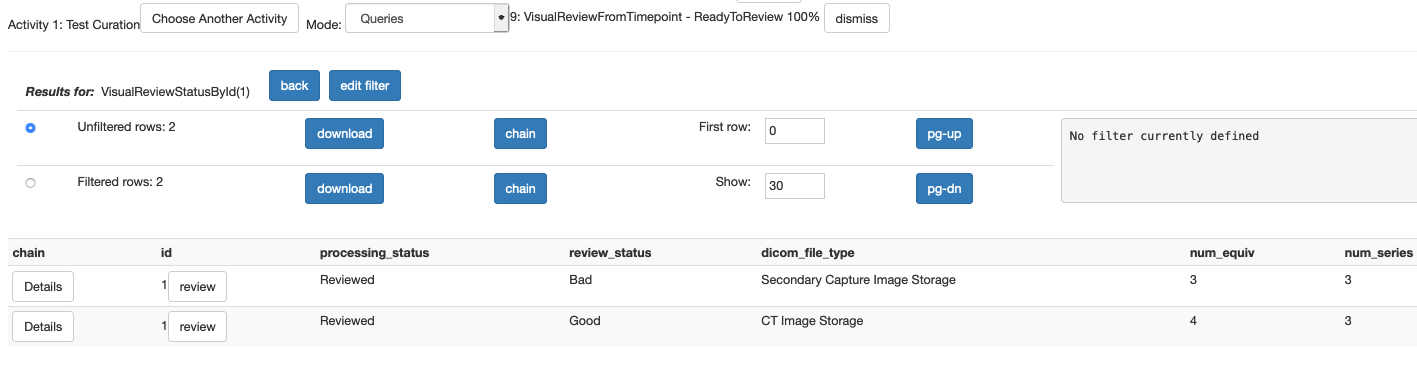 Activity 1: Test Curation Choose Another Activity Mode: Queries 9: VisualReviewFromTimepoint - ReadyToReview 100% dismiss
Results for: VisualReviewStatusById(1) back edit filter
Unfiltered rows: 2 download chain First row: 0 pg-up No filter currently defined
Filtered rows: 2 download chain Show: 30 pg-dn
chain id processing_status review_status dicom_file_type num_equiv num_series
Details 1 review Reviewed Bad Secondary Capture Image Storage 3 3
Details 1 review Reviewed Good CT Image Storage 4 3